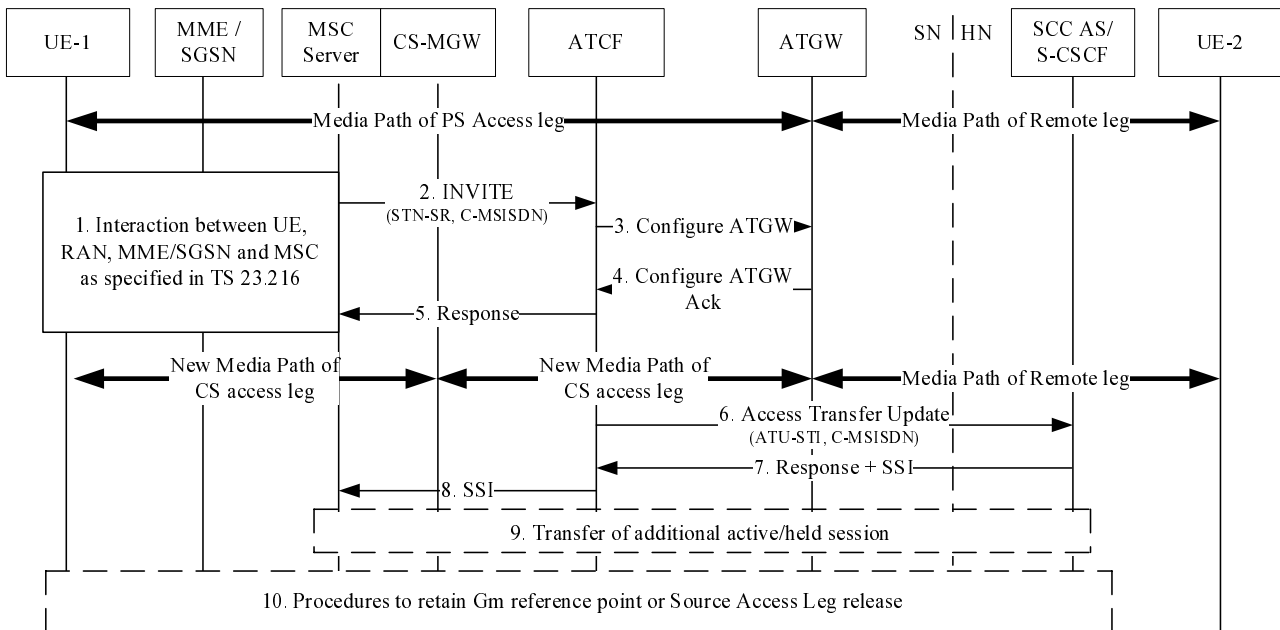 UE-1
MME /
SGSN
MSC
Server
CS-MGW
ATCF
ATGW
SN
HN
SCC AS/
S-CSCF
UE-2
Media Path of PS Access leg
Media Path of Remote leg
1. Interaction between UE,
RAN, MME/SGSN and MSC
as specified in TS 23.216
2. INVITE
(STN-SR, C-MSISDN)
3. Configure ATGW
4. Configure ATGW
Ack
5. Response
New Media Path of
CS access leg
New Media Path of
CS access leg
Media Path of Remote leg
6. Access Transfer Update
(ATU-STI, C-MSISDN)
7. Response + SSI
8. SSI
9. Transfer of additional active/held session
10. Procedures to retain Gm reference point or Source Access Leg release